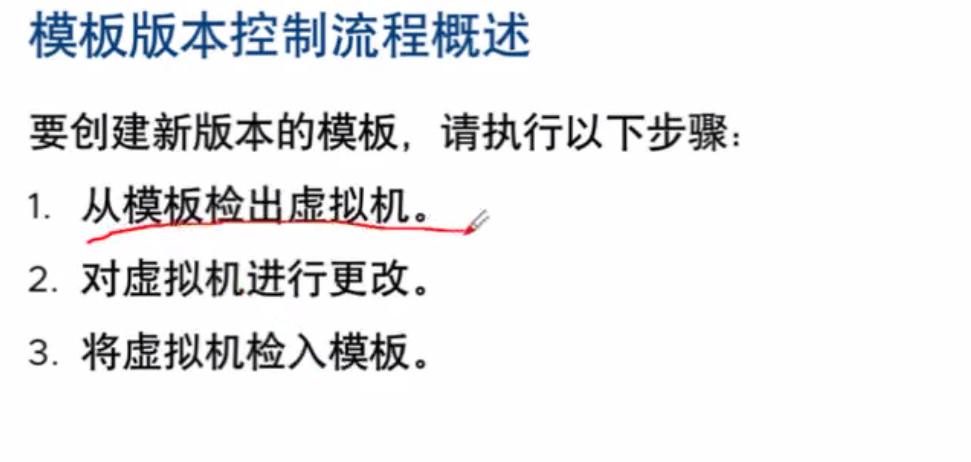 模板版本控制流程概述
要创建新版本的模板，请执行以下步骤：
1. 从模板检出虚拟机。
2. 对虚拟机进行更改。
3. 将虚拟机检入模板。